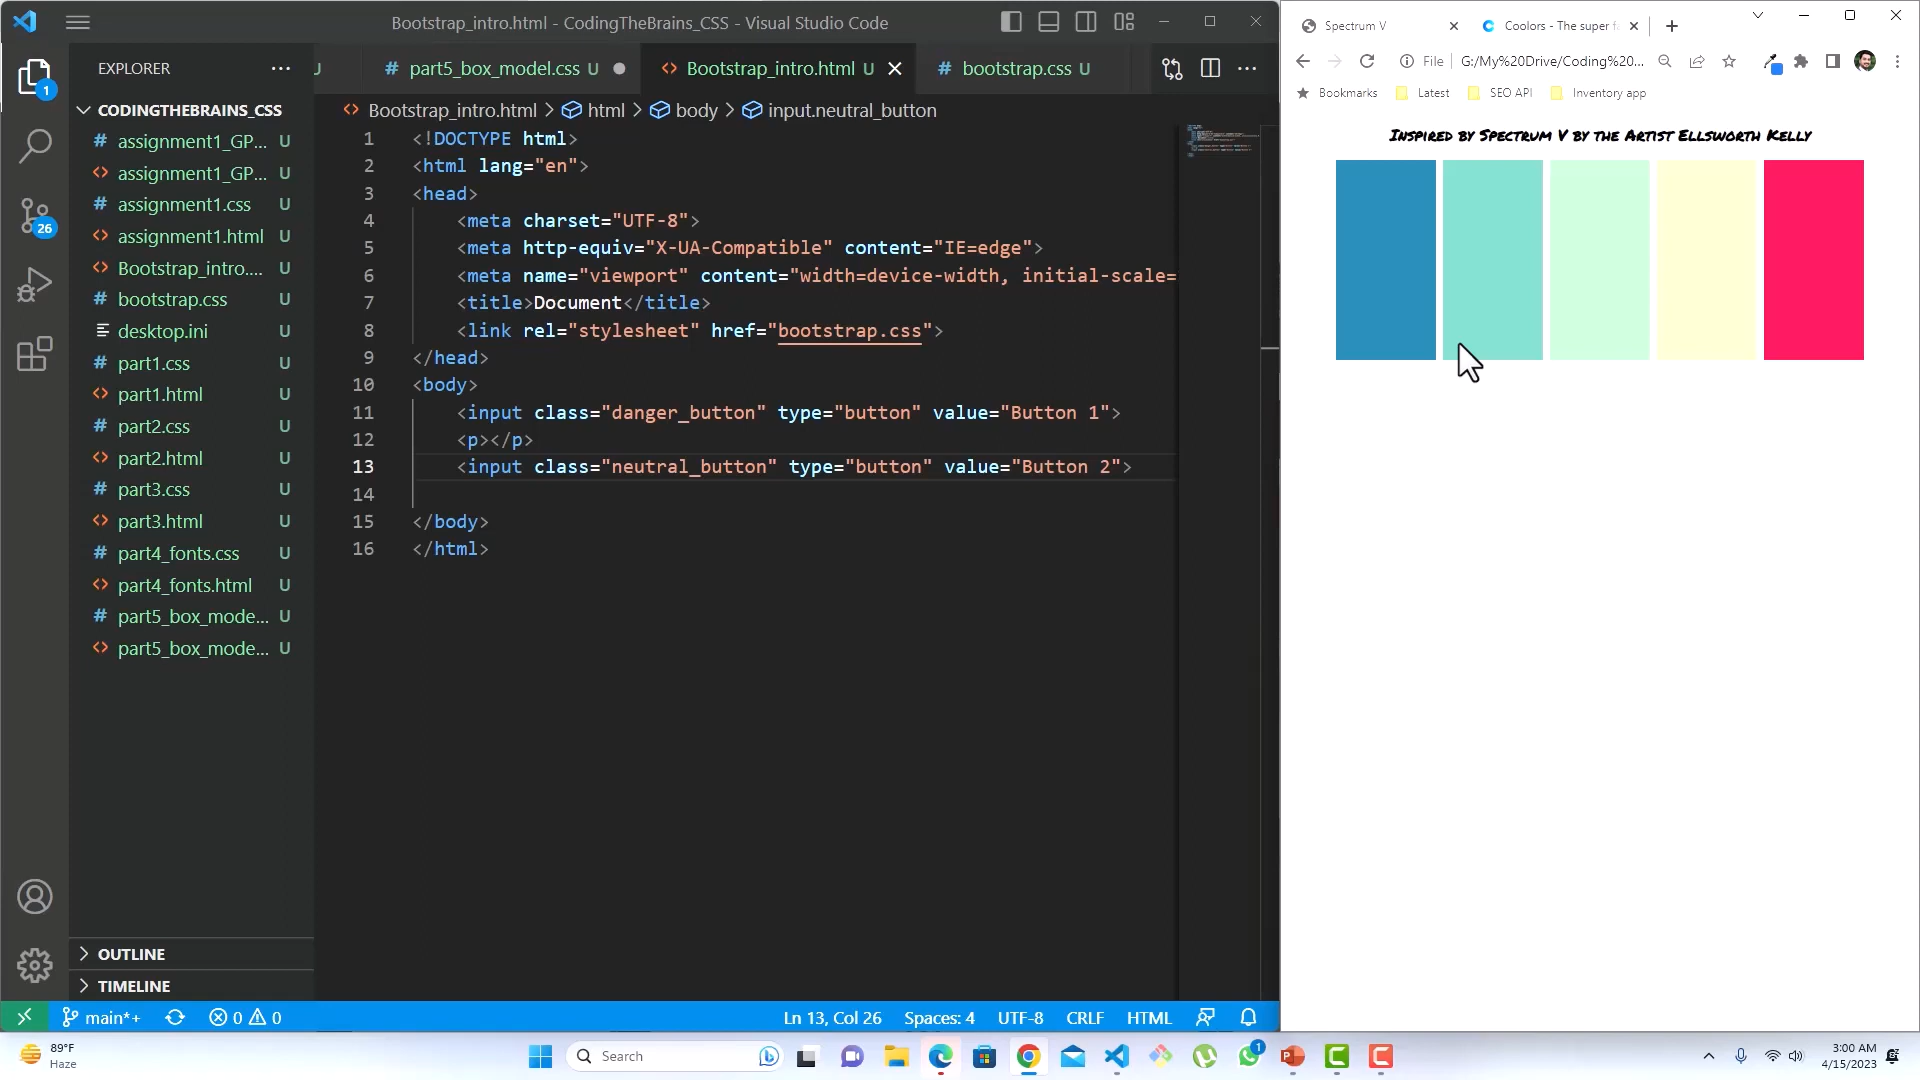 Bootstrap_intro.html - CodingTheBrains_CSS - Visual Studio Code
EXPLORER
part5_box_model.css U
Bootstrap_intro.html U
bootstrap.css U
1
26
CODINGTHEBRAINS_CSS
assignment1_GP... U
assignment1_GP... U
assignment1.css U
assignment1.html U
Bootstrap_intro.... U
bootstrap.css U
desktop.ini U
part1.css U
part1.html U
part2.css U
part2.html U
part3.css U
part3.html U
part4_fonts.css U
part4_fonts.html U
part5_box_mode... U
part5_box_mode... U
OUTLINE
TIMELINE
Bootstrap_intro.html > html > body > input.neutral_button
1 <!DOCTYPE html>
2 <html lang="en">
3 <head>
4 <meta charset="UTF-8">
5 <meta http-equiv="X-UA-Compatible" content="IE=edge">
6 <meta name="viewport" content="width=device-width, initial-scale=
7 <title>Document</title>
8 <link rel="stylesheet" href="bootstrap.css">
9 </head>
10 <body>
11 <input class="danger_button" type="button" value="Button 1">
12 <p></p>
13 <input class="neutral_button" type="button" value="Button 2">
14
15 </body>
16 </html>
main*+ 0 0
Ln 13, Col 26 Spaces: 4 UTF-8 CRLF HTML
Spectrum V
Coolors - The super f
File G:/My%20Drive/Coding%20...
Bookmarks Latest SEO API Inventory app
Inspired by Spectrum V by the Artist Ellsworth Kelly
89°F
Haze
Search
1
3:00 AM
4/15/2023